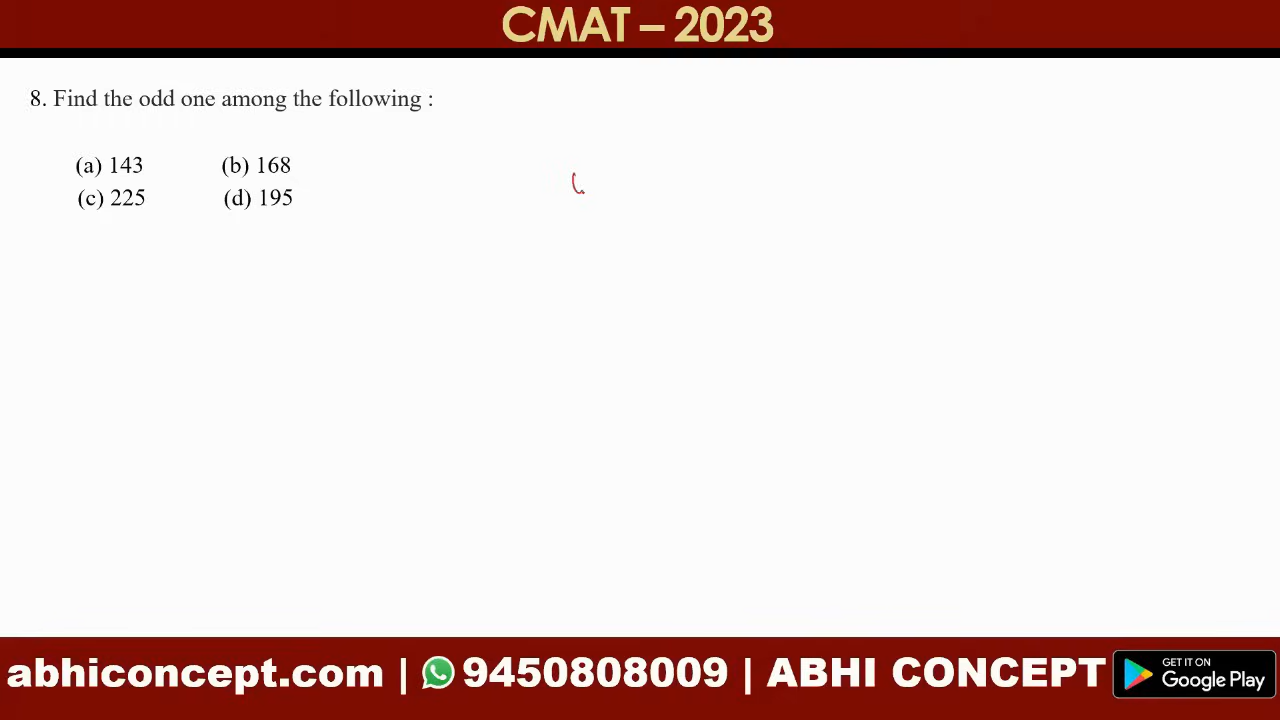 CMAT – 2023
8. Find the odd one among the following :
(a) 143 (b) 168
(c) 225 (d) 195
abhiconcept.com | 9450808009 | ABHI CONCEPT
GET IT ON
Google Play